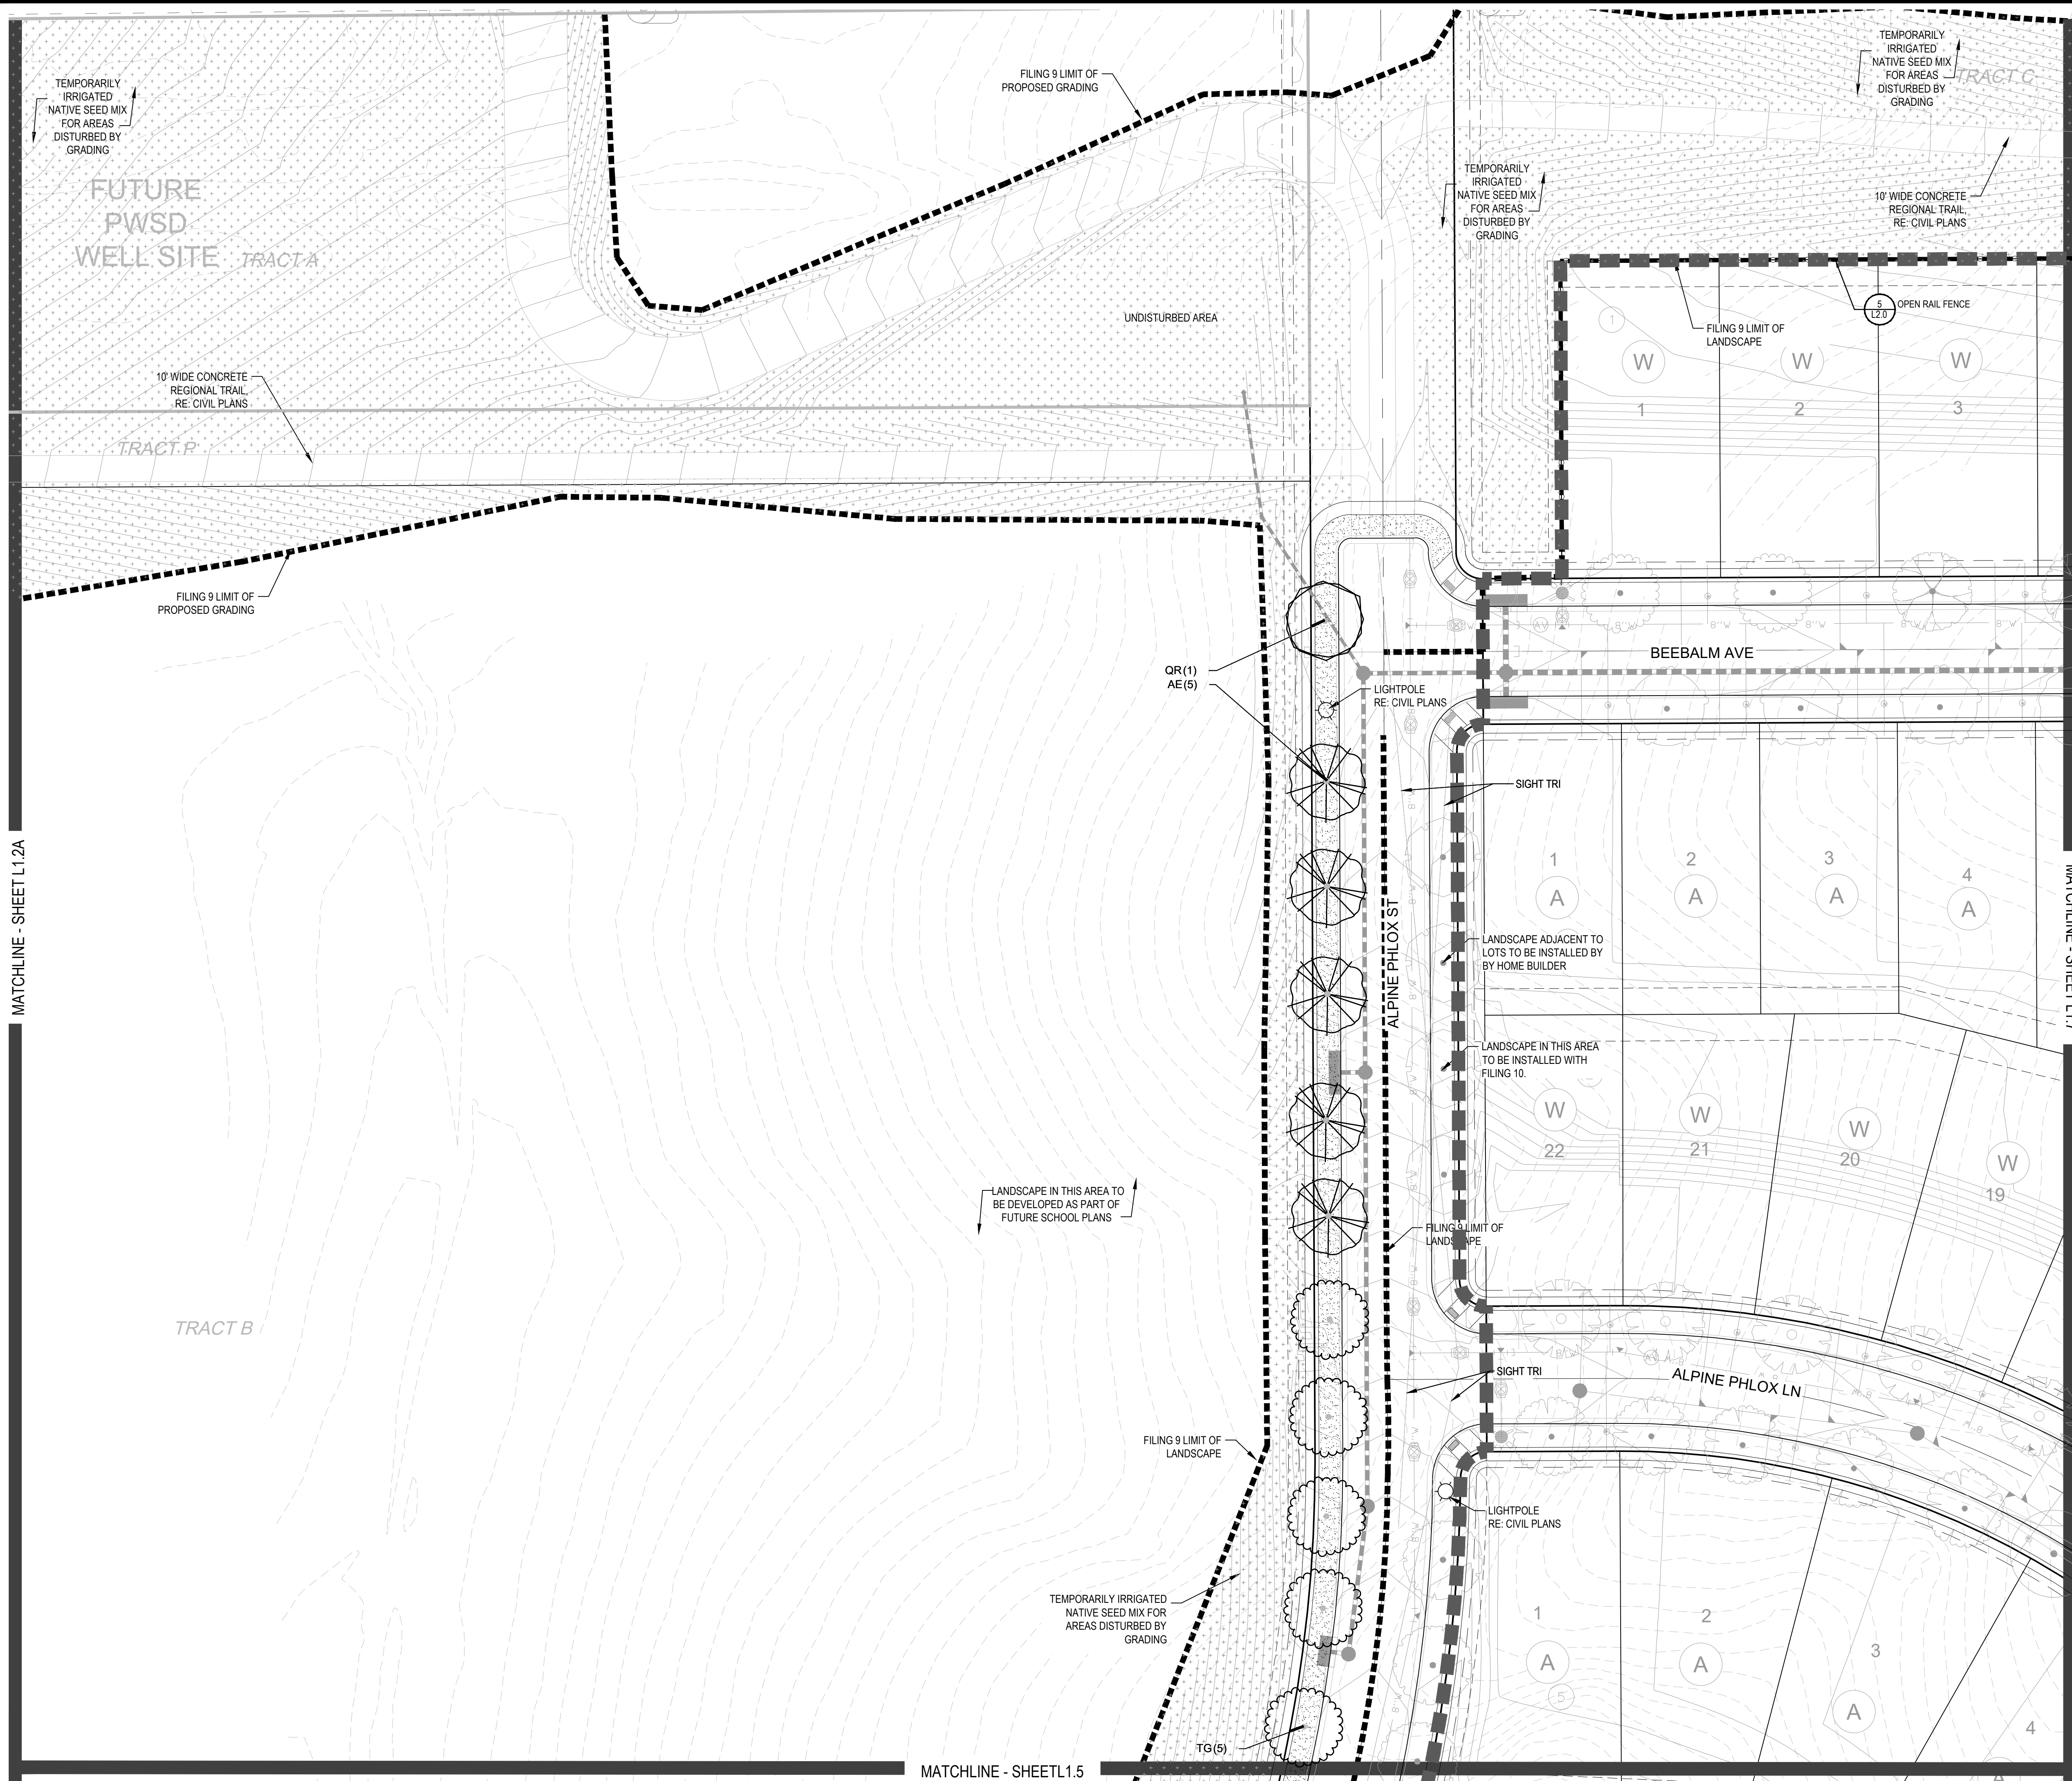 TEMPORARILY
IRRIGATED
NATIVE SEED MIX
FOR AREAS
DISTURBED BY
GRADING
FUTURE
PWSD
WELL SITE
TRACT A
10' WIDE CONCRETE
REGIONAL TRAIL,
RE: CIVIL PLANS
TRACT P
FILING 9 LIMIT OF
PROPOSED GRADING
FILING 9 LIMIT OF
PROPOSED GRADING
UNDISTURBED AREA
TEMPORARILY
IRRIGATED
NATIVE SEED MIX
FOR AREAS
DISTURBED BY
GRADING
TEMPORARILY
IRRIGATED
NATIVE SEED MIX
FOR AREAS
DISTURBED BY
GRADING
TRACT C
10' WIDE CONCRETE
REGIONAL TRAIL,
RE: CIVIL PLANS
5
L2.0
OPEN RAIL FENCE
FILING 9 LIMIT OF
LANDSCAPE
1
W
W
W
1
2
3
BEEBALM AVE
QR(1)
AE(5)
LIGHTPOLE
RE: CIVIL PLANS
SIGHT TRI
1
2
3
4
A
A
A
A
ALPINE PHLOX ST
LANDSCAPE ADJACENT TO
LOTS TO BE INSTALLED BY
BY HOME BUILDER
LANDSCAPE IN THIS AREA
TO BE INSTALLED WITH
FILING 10.
W
W
W
W
22
21
20
19
LANDSCAPE IN THIS AREA TO
BE DEVELOPED AS PART OF
FUTURE SCHOOL PLANS
FILING 9 LIMIT OF
LANDSCAPE
TRACT B
SIGHT TRI
ALPINE PHLOX LN
FILING 9 LIMIT OF
LANDSCAPE
LIGHTPOLE
RE: CIVIL PLANS
TEMPORARILY IRRIGATED
NATIVE SEED MIX FOR
AREAS DISTURBED BY
GRADING
1
2
3
4
A
A
A
5
TG(5)
MATCHLINE - SHEET L1.2A
MATCHLINE - SHEETL1.5